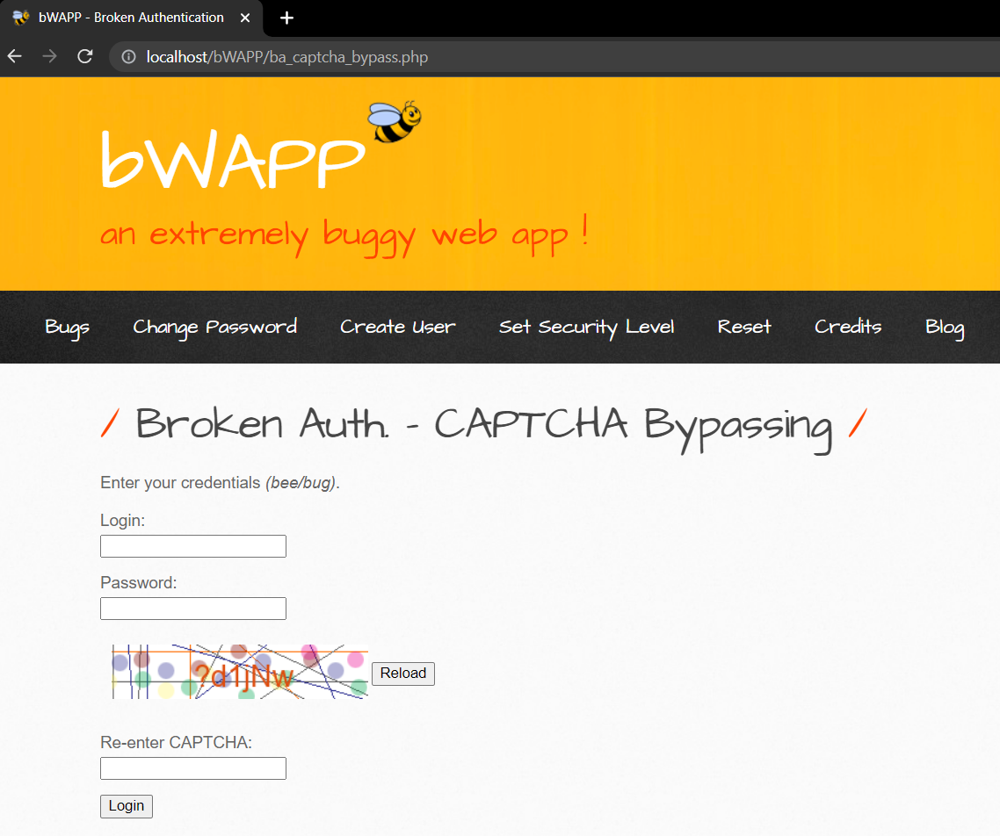 bWAPP - Broken Authentication
localhost/bWAPP/ba_captcha_bypass.php
bWAPP
an extremely buggy web app !
Bugs Change Password Create User Set Security Level Reset Credits Blog
/ Broken Auth. - CAPTCHA Bypassing /
Enter your credentials (bee/bug).
Login:
Password:
?d1jNw Reload
Re-enter CAPTCHA:
Login